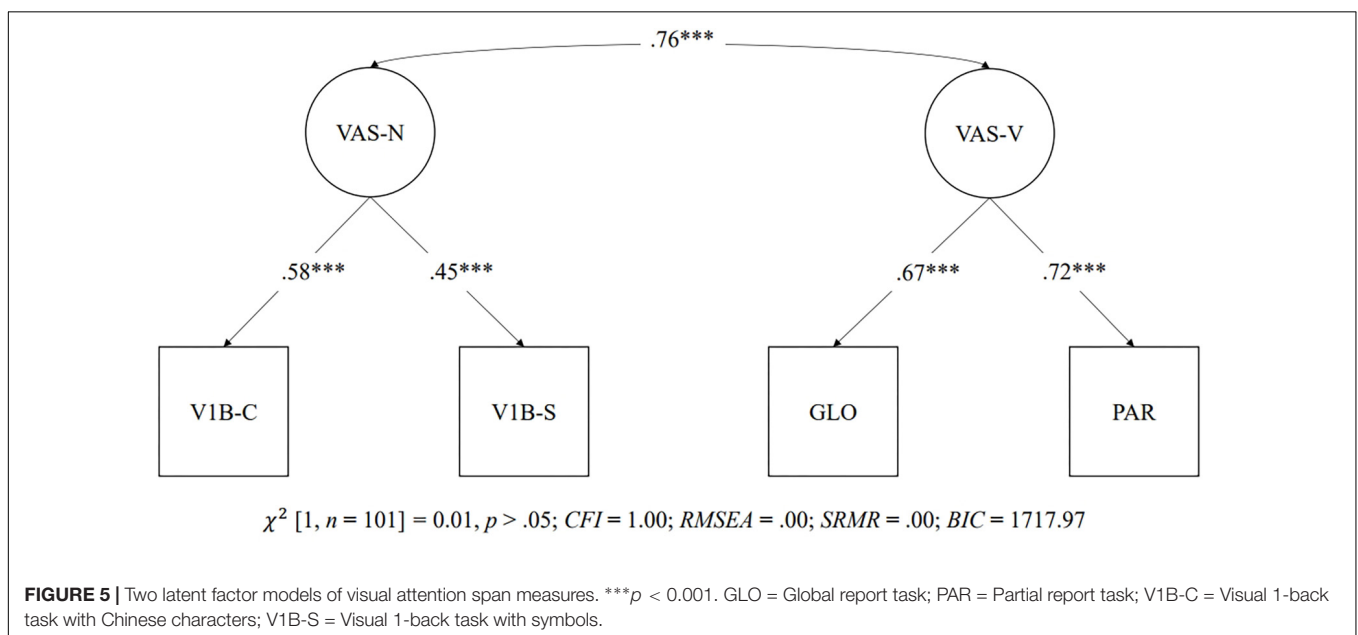 .76***
VAS-N VAS-V
.58*** .45*** .67*** .72***
V1B-C V1B-S GLO PAR
χ² [1, n = 101] = 0.01, p > .05; CFI = 1.00; RMSEA = .00; SRMR = .00; BIC = 1717.97
FIGURE 5 | Two latent factor models of visual attention span measures. ***p < 0.001. GLO = Global report task; PAR = Partial report task; V1B-C = Visual 1-back
task with Chinese characters; V1B-S = Visual 1-back task with symbols.